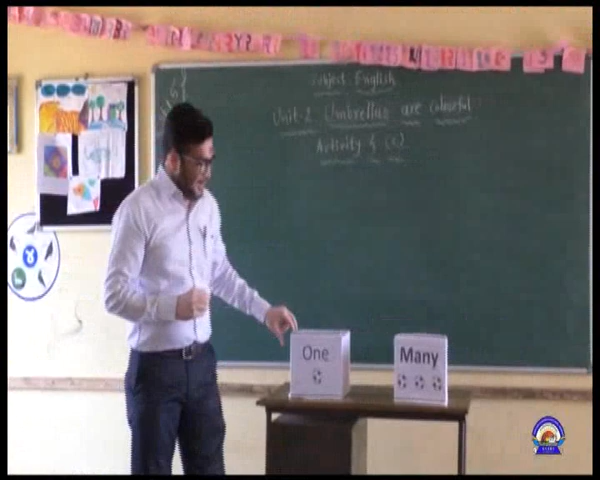 Subject English
Unit-2 Umbrellas are colourful
Activity 4 (c)
One
Many